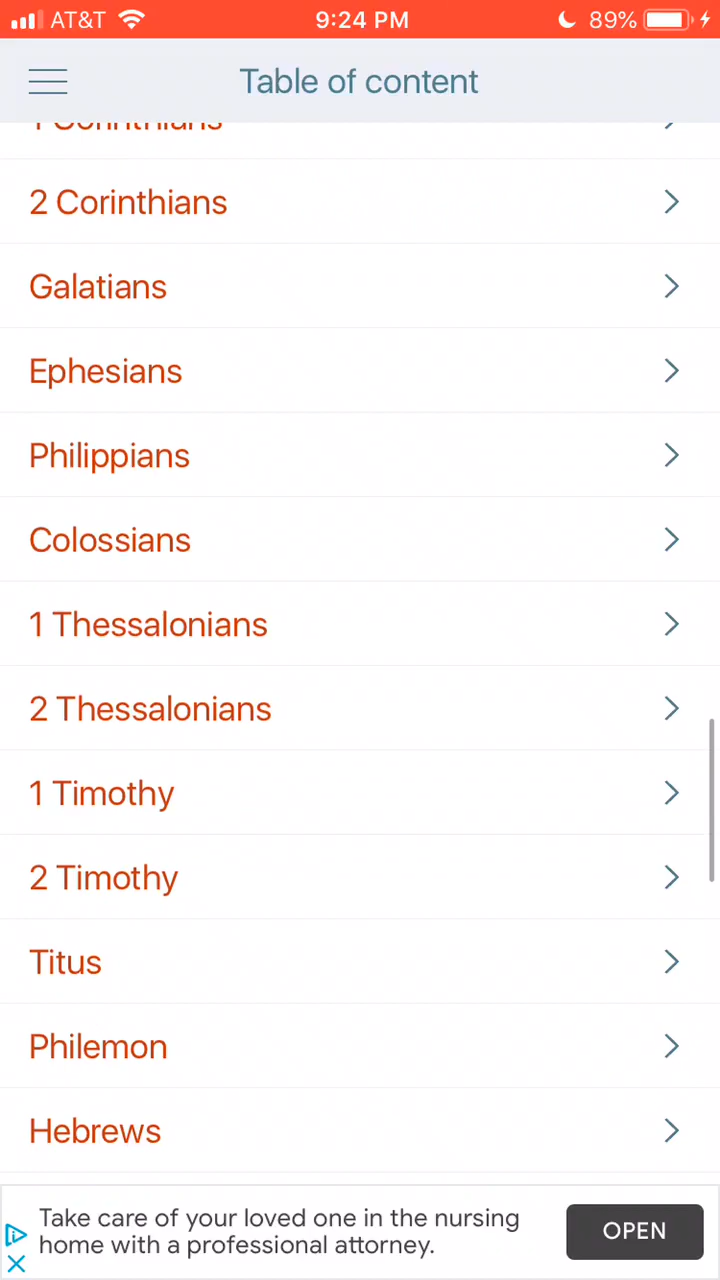 AT&T 9:24 PM 89%
Table of content
1 Corinthians
2 Corinthians
Galatians
Ephesians
Philippians
Colossians
1 Thessalonians
2 Thessalonians
1 Timothy
2 Timothy
Titus
Philemon
Hebrews
Take care of your loved one in the nursing
home with a professional attorney.
OPEN